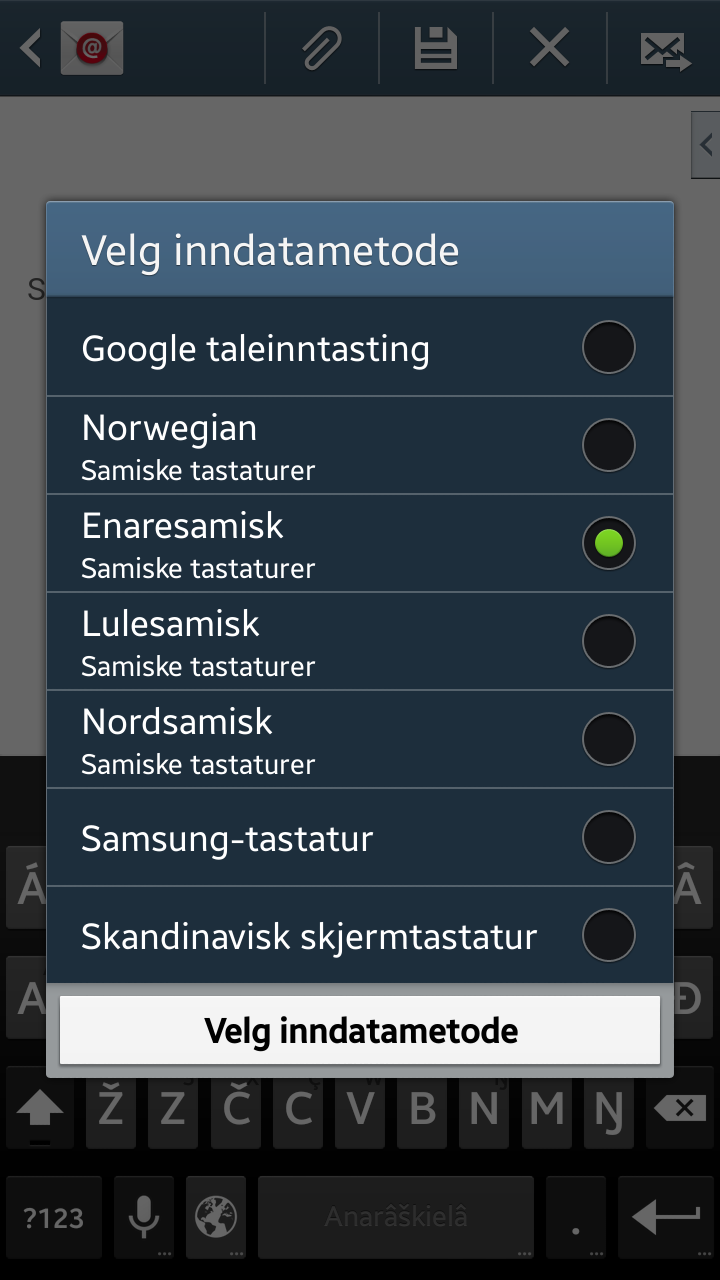 @
Velg inndatametode
S
Google taleinntasting
Norwegian
Samiske tastaturer
Enaresamisk
Samiske tastaturer
Lulesamisk
Samiske tastaturer
Nordsamisk
Samiske tastaturer
Samsung-tastatur
Skandinavisk skjermtastatur
Velg inndatametode
Á Â
A Đ
Ž Z Č C V B N M Ŋ
?123 Anarâškielâ .